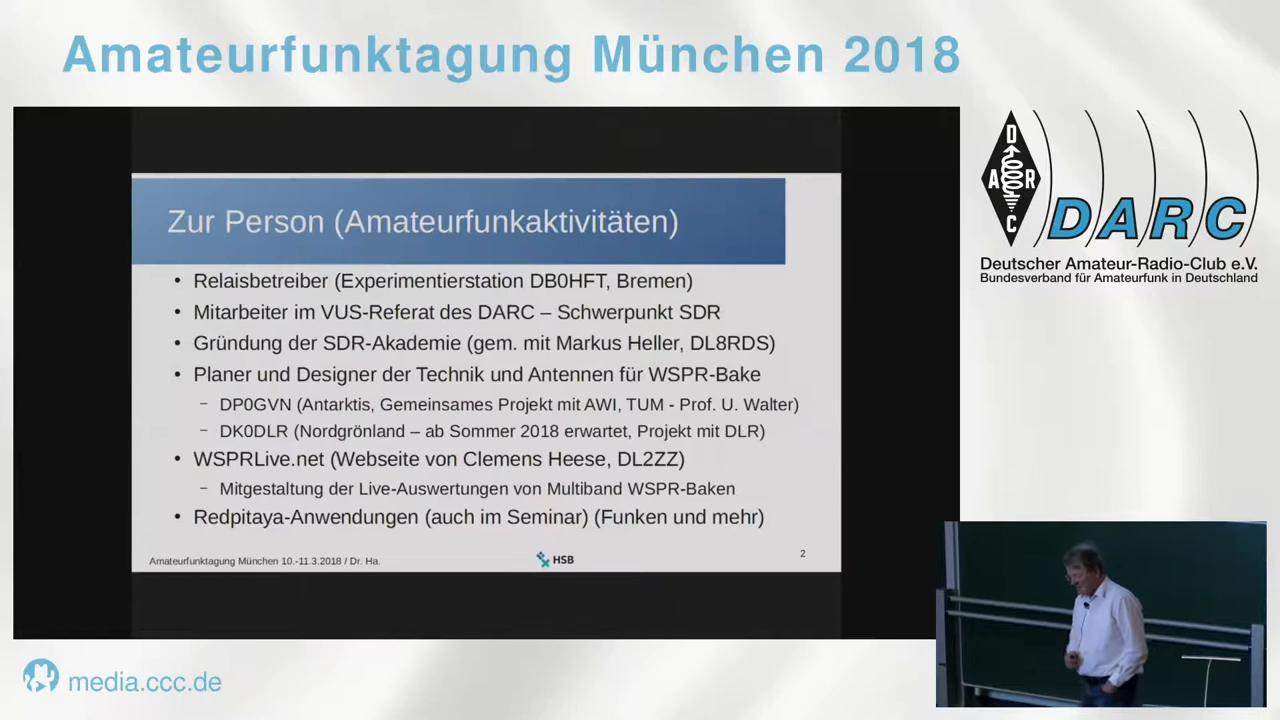 Amateurfunktagung München 2018
Zur Person (Amateurfunkaktivitäten)
• Relaisbetreiber (Experimentierstation DB0HFT, Bremen)
• Mitarbeiter im VUS-Referat des DARC – Schwerpunkt SDR
• Gründung der SDR-Akademie (gem. mit Markus Heller, DL8RDS)
• Planer und Designer der Technik und Antennen für WSPR-Bake
– DP0GVN (Antarktis, Gemeinsames Projekt mit AWI, TUM - Prof. U. Walter)
– DK0DLR (Nordgrönland – ab Sommer 2018 erwartet, Projekt mit DLR)
• WSPRLive.net (Webseite von Clemens Heese, DL2ZZ)
– Mitgestaltung der Live-Auswertungen von Multiband WSPR-Baken
• Redpitaya-Anwendungen (auch im Seminar) (Funken und mehr)
Amateurfunktagung München 10.-11.3.2018 / Dr. Ha.
HSB
2
D
A R
C
DARC
Deutscher Amateur-Radio-Club e.V.
Bundesverband für Amateurfunk in Deutschland
media.ccc.de